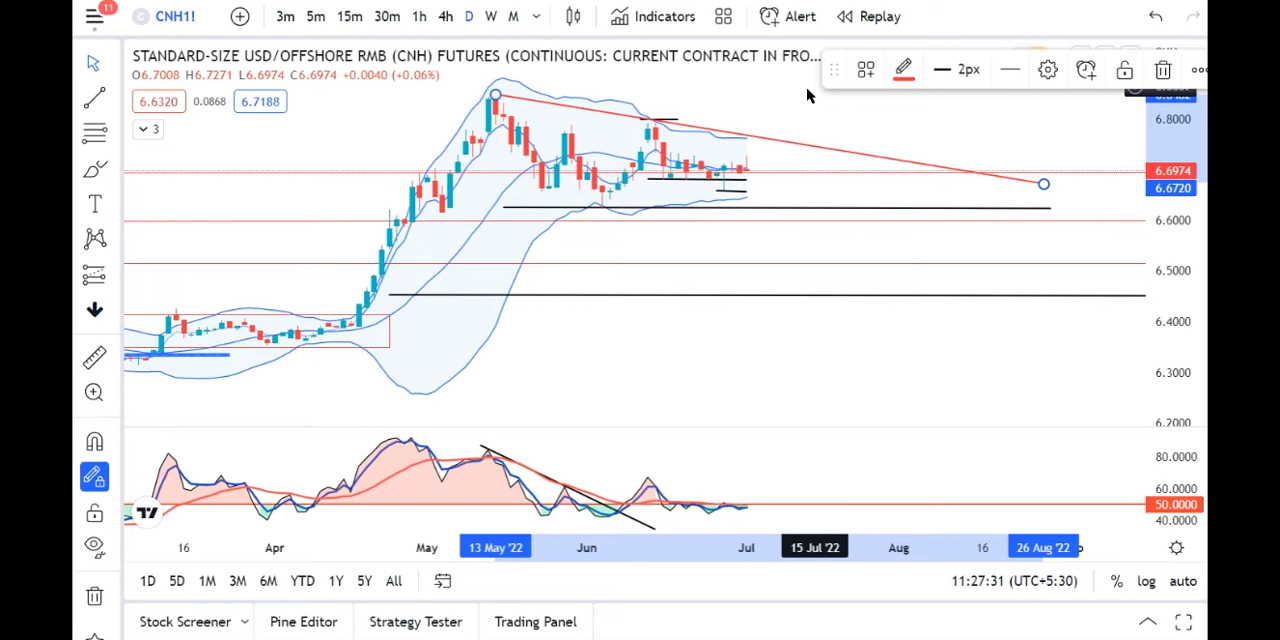 11
CNH1!
3m 5m 15m 30m 1h 4h D W M
Indicators
Alert
Replay
STANDARD-SIZE USD/OFFSHORE RMB (CNH) FUTURES (CONTINUOUS: CURRENT CONTRACT IN FRO...
2px
O6.7008 H6.7271 L6.6974 C6.6974 +0.0040 (+0.06%)
6.6320 0.0868 6.7188
3
T
6.8000
6.6974
6.6720
6.6000
6.5000
6.4000
6.3000
6.2000
80.0000
60.0000
50.0000
40.0000
16 Apr May 13 May '22 Jun Jul 15 Jul '22 Aug 16 26 Aug '22
1D 5D 1M 3M 6M YTD 1Y 5Y All
11:27:31 (UTC+5:30) % log auto
Stock Screener Pine Editor Strategy Tester Trading Panel